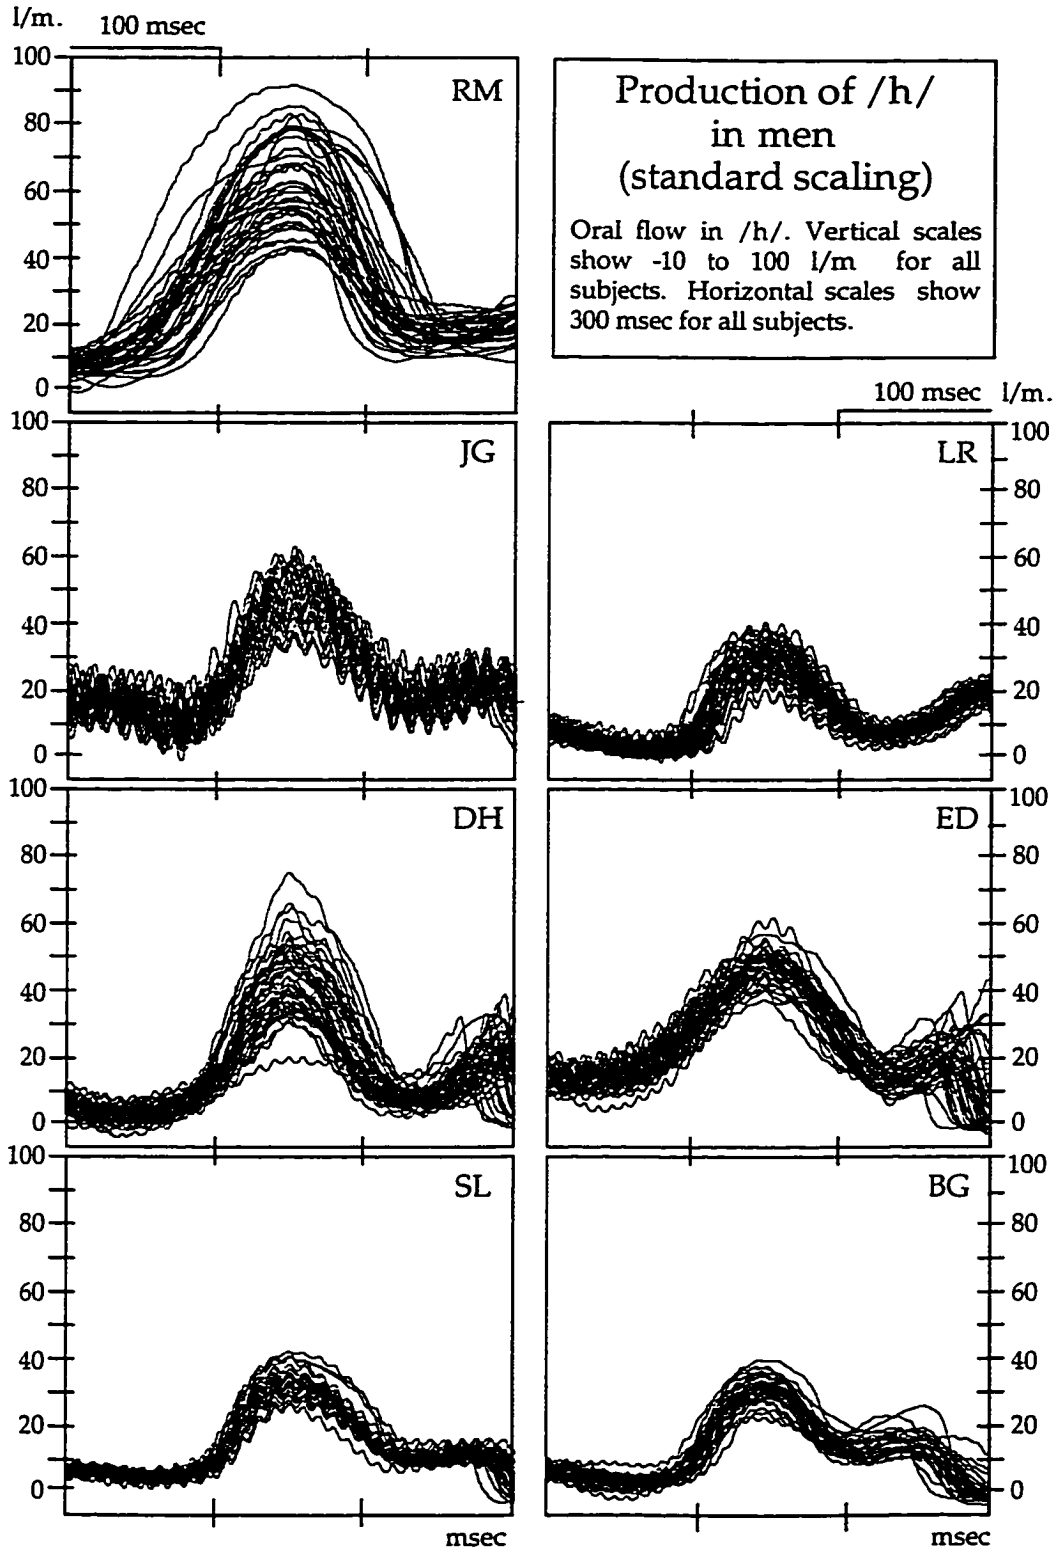 l/m.
100 msec
100
80
60
40
20
0
RM
Production of /h/
in men
(standard scaling)
Oral flow in /h/. Vertical scales
show -10 to 100 l/m for all
subjects. Horizontal scales show
300 msec for all subjects.
100 msec l/m.
100
80
60
40
20
0
JG
LR
100
80
60
40
20
0
100
80
60
40
20
0
DH
ED
100
80
60
40
20
0
100
80
60
40
20
0
SL
BG
100
80
60
40
20
0
msec
msec